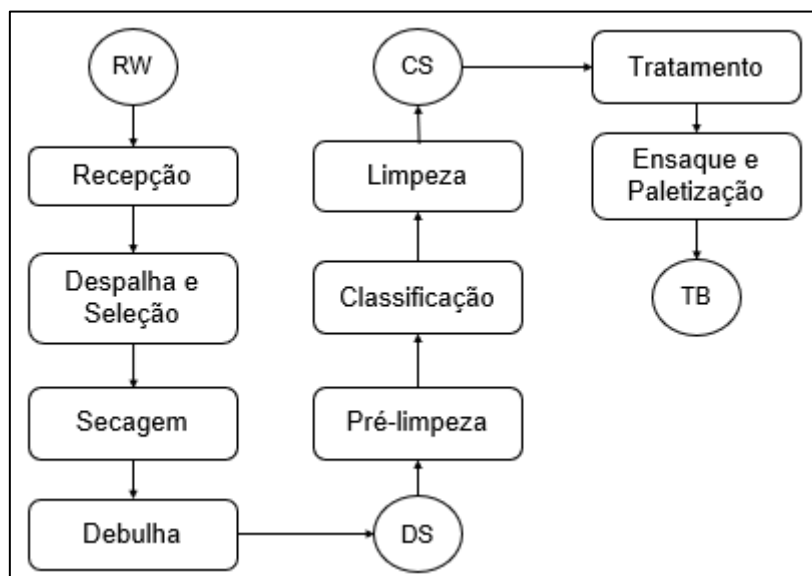 RW
Recepção
Despalha e
Seleção
Secagem
Debulha
DS
Pré-limpeza
Classificação
Limpeza
CS
Tratamento
Ensaque e
Paletização
TB